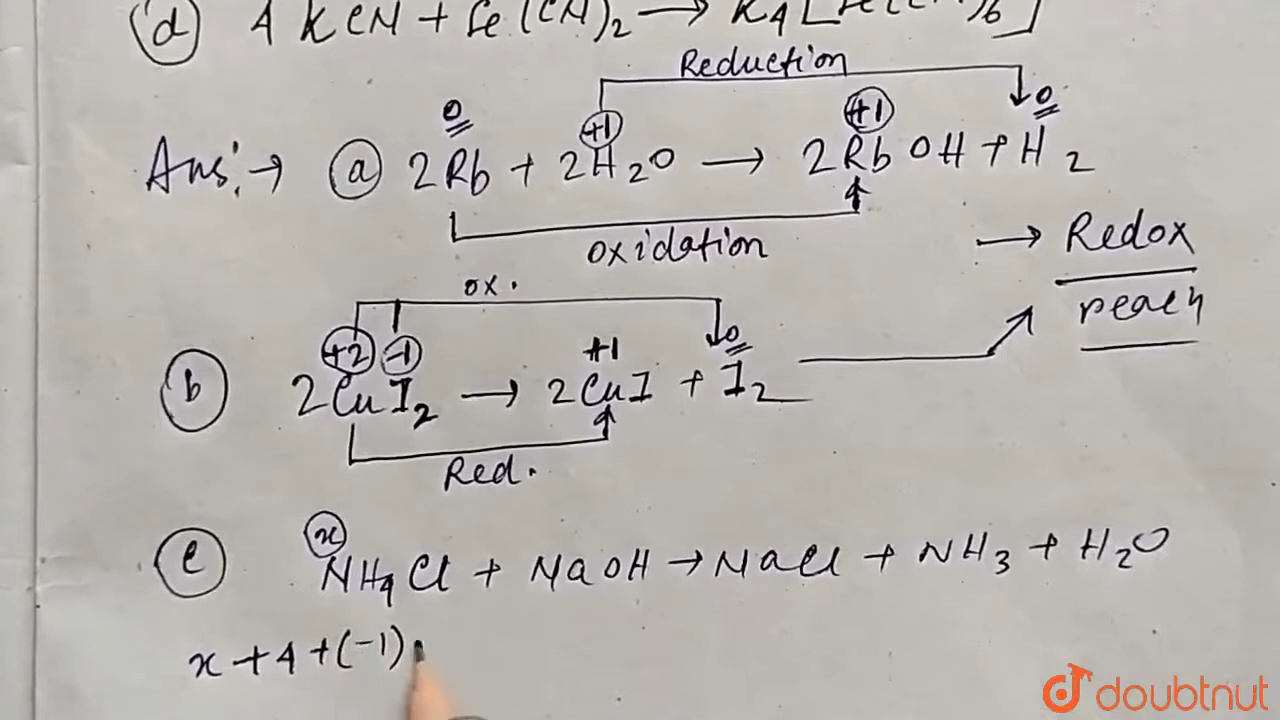 (d) 4 KCN + Fe(CN)2 → K4[Fe(CN)6]
Reduction
0 +1 +1 0
Ans:→ (a) 2Rb + 2H2O → 2RbOH + H2
oxidation
→ Redox
reacn
ox.
+2 -1 +1 0
(b) 2CuI2 → 2CuI + I2
Red.
x
(c) NH4Cl + NaOH → NaCl + NH3 + H2O
x + 4 + (-1)
doubtnut